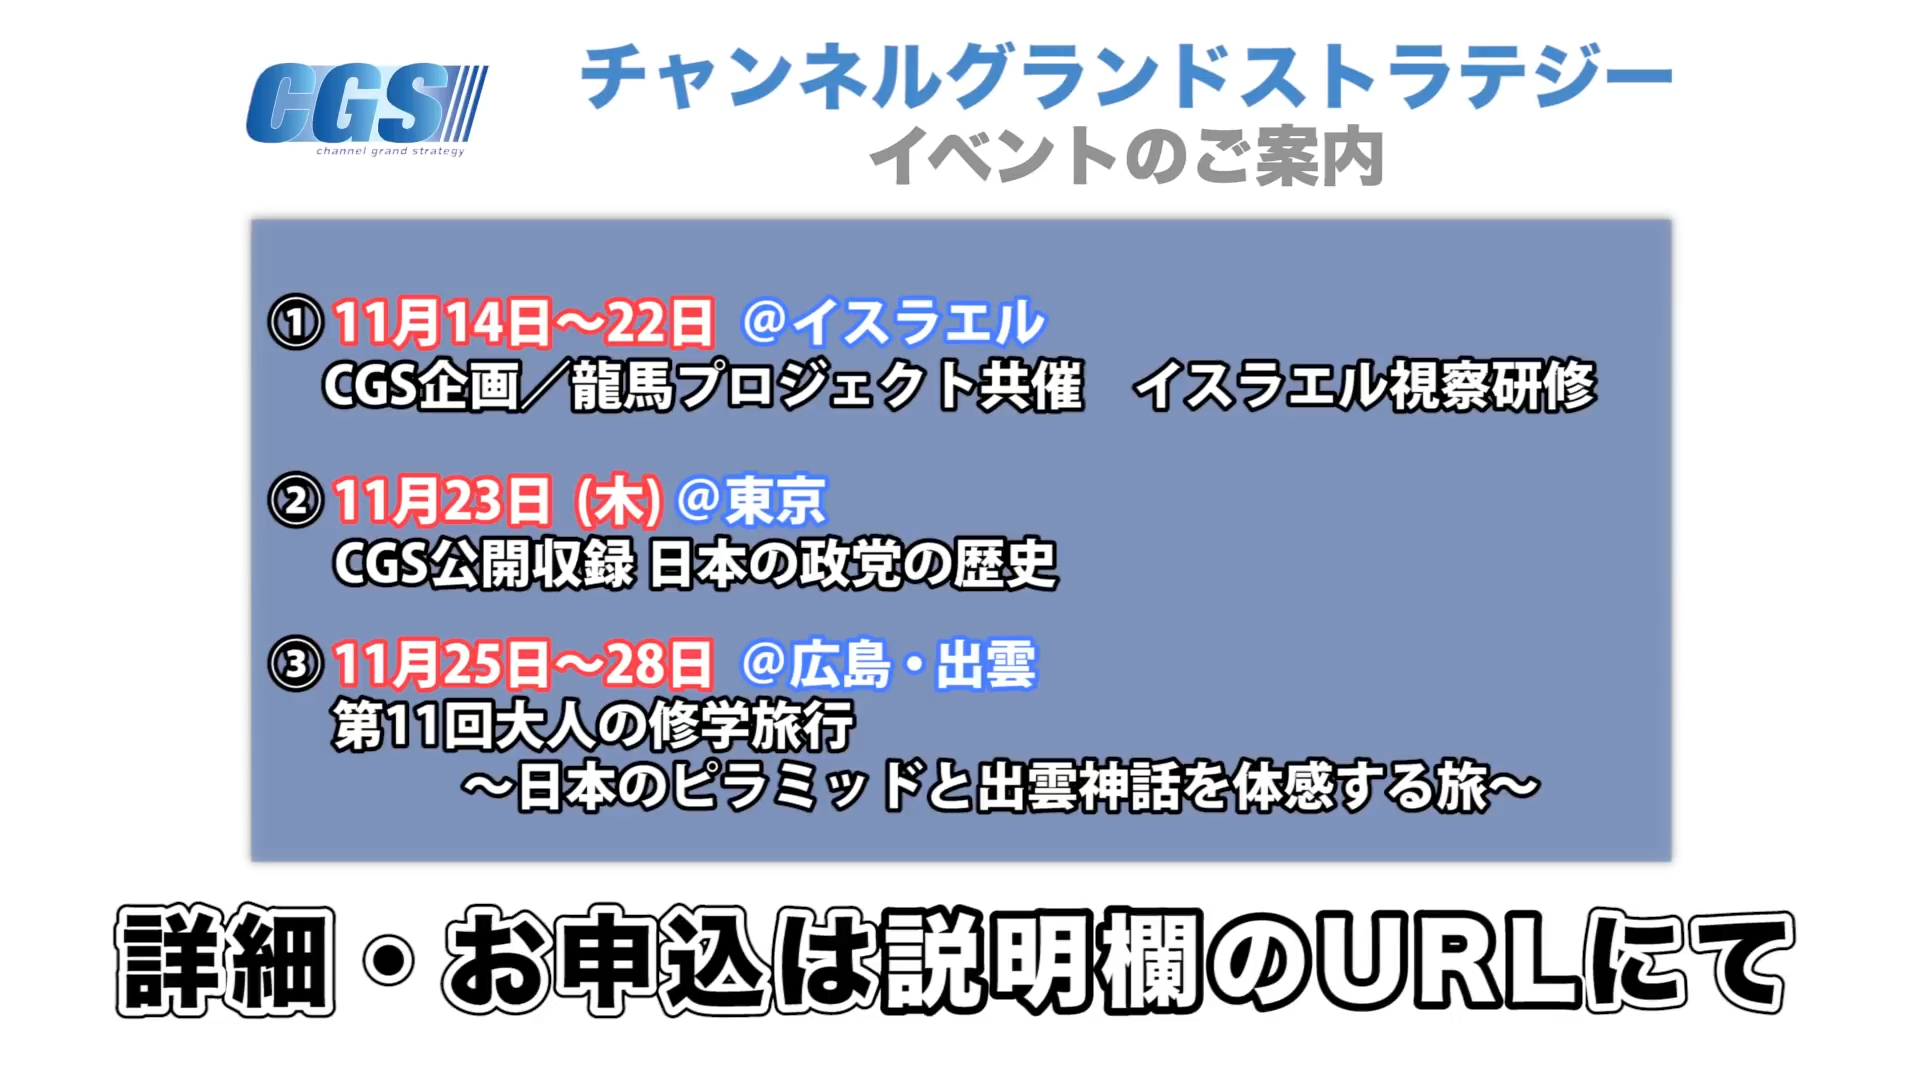 CGS
channel grand strategy
チャンネルグランドストラテジー
イベントのご案内
① 11月14日～22日 ＠イスラエル
CGS企画／龍馬プロジェクト共催　イスラエル視察研修
② 11月23日 (木) ＠東京
CGS公開収録 日本の政党の歴史
③ 11月25日～28日 ＠広島・出雲
第11回大人の修学旅行
～日本のピラミッドと出雲神話を体感する旅～
詳細・お申込は説明欄のURLにて